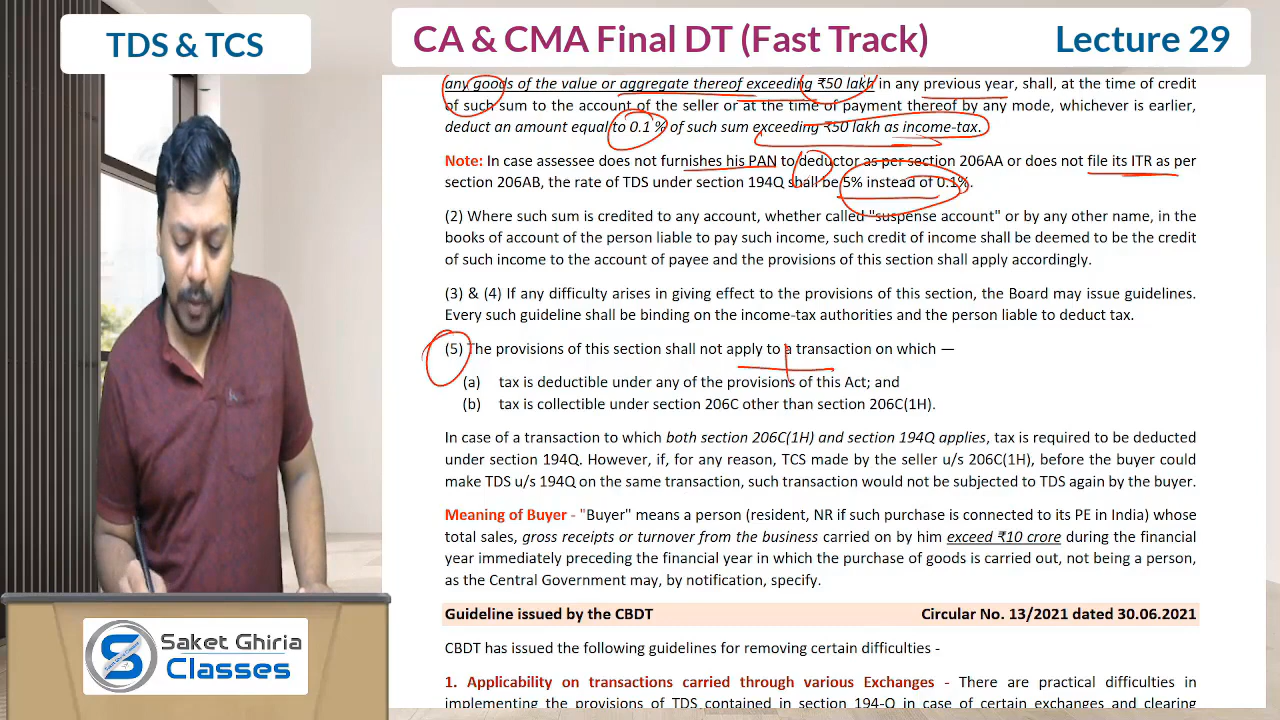 TDS & TCS
CA & CMA Final DT (Fast Track)
Lecture 29
any goods of the value or aggregate thereof exceeding ₹50 lakh in any previous year, shall, at the time of credit
of such sum to the account of the seller or at the time of payment thereof by any mode, whichever is earlier,
deduct an amount equal to 0.1 % of such sum exceeding ₹50 lakh as income-tax.
Note: In case assessee does not furnishes his PAN to deductor as per section 206AA or does not file its ITR as per
section 206AB, the rate of TDS under section 194Q shall be 5% instead of 0.1%.
(2) Where such sum is credited to any account, whether called "suspense account" or by any other name, in the
books of account of the person liable to pay such income, such credit of income shall be deemed to be the credit
of such income to the account of payee and the provisions of this section shall apply accordingly.
(3) & (4) If any difficulty arises in giving effect to the provisions of this section, the Board may issue guidelines.
Every such guideline shall be binding on the income-tax authorities and the person liable to deduct tax.
(5) The provisions of this section shall not apply to a transaction on which —
(a) tax is deductible under any of the provisions of this Act; and
(b) tax is collectible under section 206C other than section 206C(1H).
In case of a transaction to which both section 206C(1H) and section 194Q applies, tax is required to be deducted
under section 194Q. However, if, for any reason, TCS made by the seller u/s 206C(1H), before the buyer could
make TDS u/s 194Q on the same transaction, such transaction would not be subjected to TDS again by the buyer.
Meaning of Buyer - "Buyer" means a person (resident, NR if such purchase is connected to its PE in India) whose
total sales, gross receipts or turnover from the business carried on by him exceed ₹10 crore during the financial
year immediately preceding the financial year in which the purchase of goods is carried out, not being a person,
as the Central Government may, by notification, specify.
Guideline issued by the CBDT Circular No. 13/2021 dated 30.06.2021
CBDT has issued the following guidelines for removing certain difficulties -
1. Applicability on transactions carried through various Exchanges - There are practical difficulties in
implementing the provisions of TDS contained in section 194-Q in case of certain exchanges and clearing
Saket Ghiria
Classes